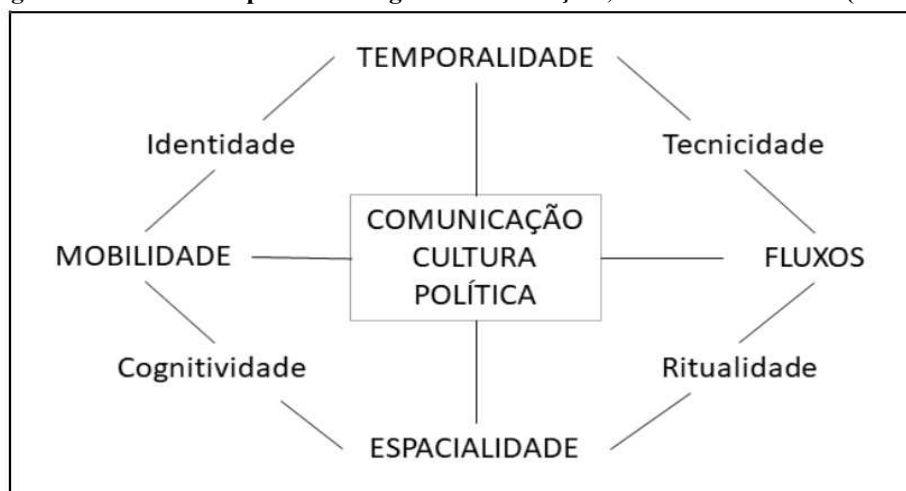 TEMPORALIDADE
Identidade
Tecnicidade
COMUNICAÇÃO
MOBILIDADE
CULTURA
FLUXOS
POLÍTICA
Cognitividade
Ritualidade
ESPACIALIDADE